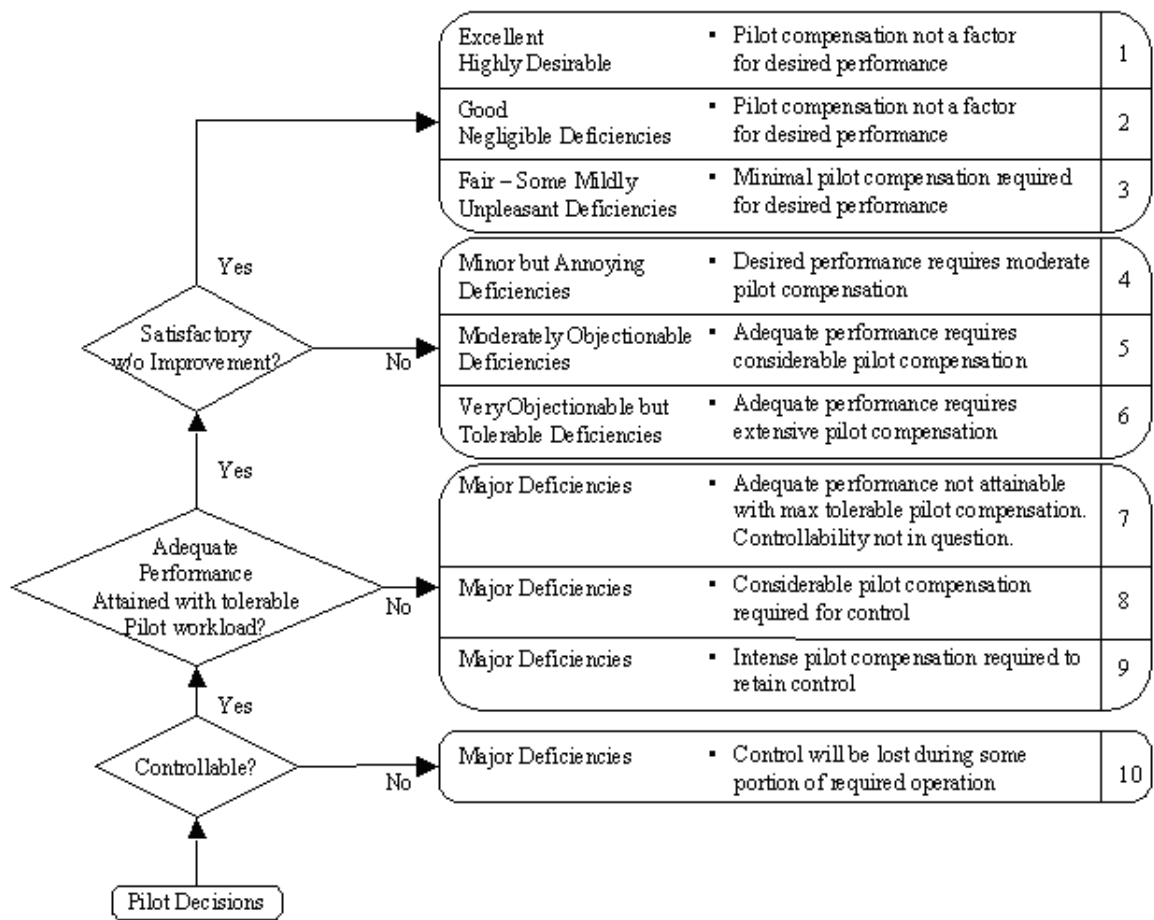 Excellent
Highly Desirable
▪ Pilot compensation not a factor
for desired performance
1
Good
Negligible Deficiencies
▪ Pilot compensation not a factor
for desired performance
2
Fair – Some Mildly
Unpleasant Deficiencies
▪ Minimal pilot compensation required
for desired performance
3
Yes
Satisfactory
w/o Improvement?
No
Minor but Annoying
Deficiencies
▪ Desired performance requires moderate
pilot compensation
4
Moderately Objectionable
Deficiencies
▪ Adequate performance requires
considerable pilot compensation
5
Very Objectionable but
Tolerable Deficiencies
▪ Adequate performance requires
extensive pilot compensation
6
Yes
Adequate
Performance
Attained with tolerable
Pilot workload?
No
Major Deficiencies
▪ Adequate performance not attainable
with max tolerable pilot compensation.
Controllability not in question.
7
Major Deficiencies
▪ Considerable pilot compensation
required for control
8
Major Deficiencies
▪ Intense pilot compensation required to
retain control
9
Yes
Controllable?
No
Major Deficiencies
▪ Control will be lost during some
portion of required operation
10
Pilot Decisions